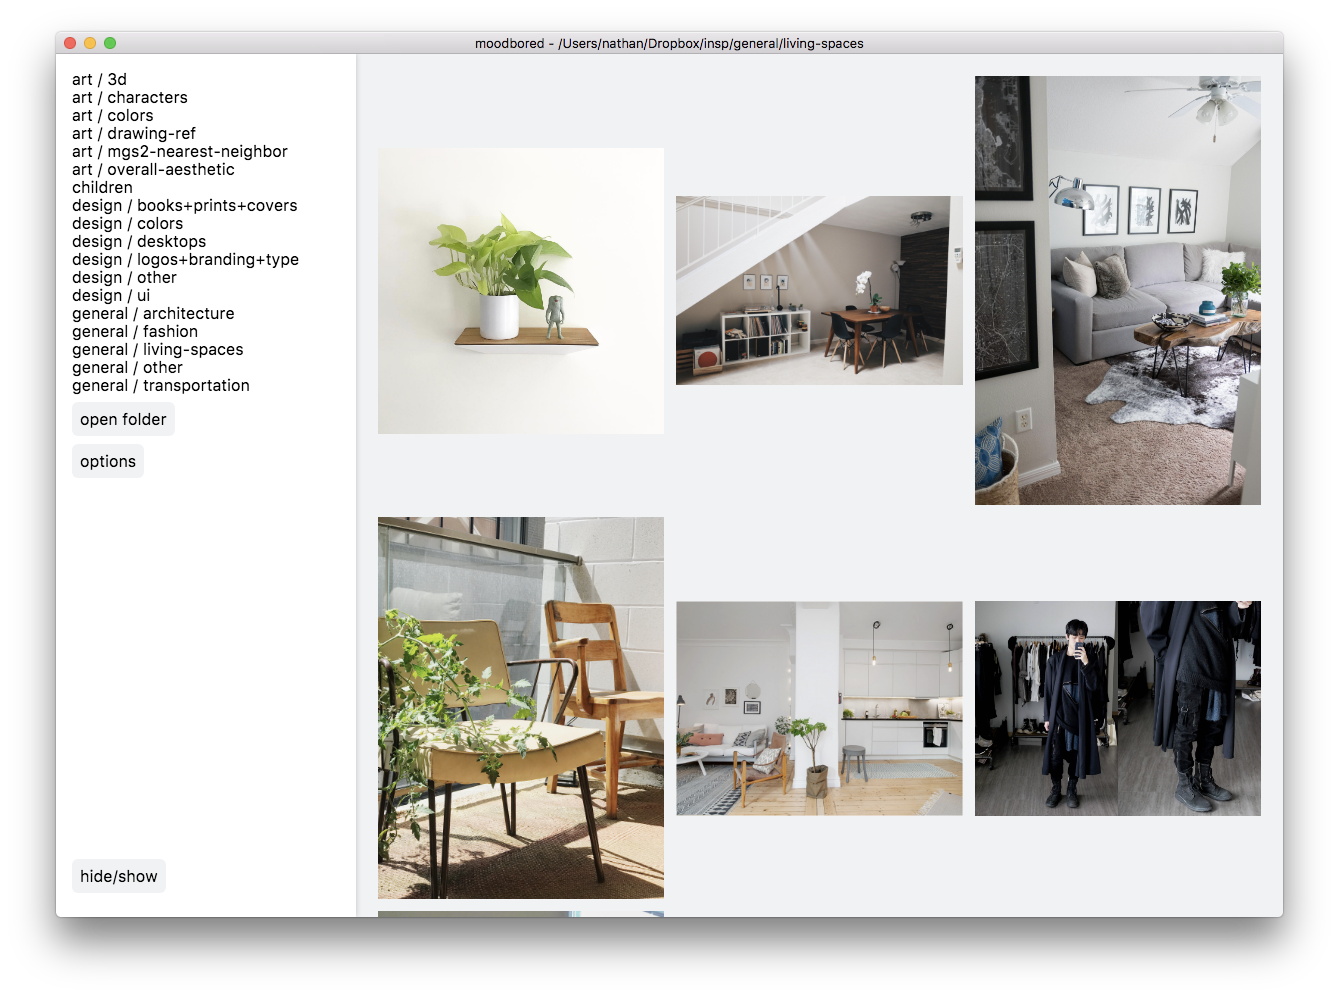 moodbored - /Users/nathan/Dropbox/insp/general/living-spaces
art / 3d
art / characters
art / colors
art / drawing-ref
art / mgs2-nearest-neighbor
art / overall-aesthetic
children
design / books+prints+covers
design / colors
design / desktops
design / logos+branding+type
design / other
design / ui
general / architecture
general / fashion
general / living-spaces
general / other
general / transportation
open folder
options
hide/show